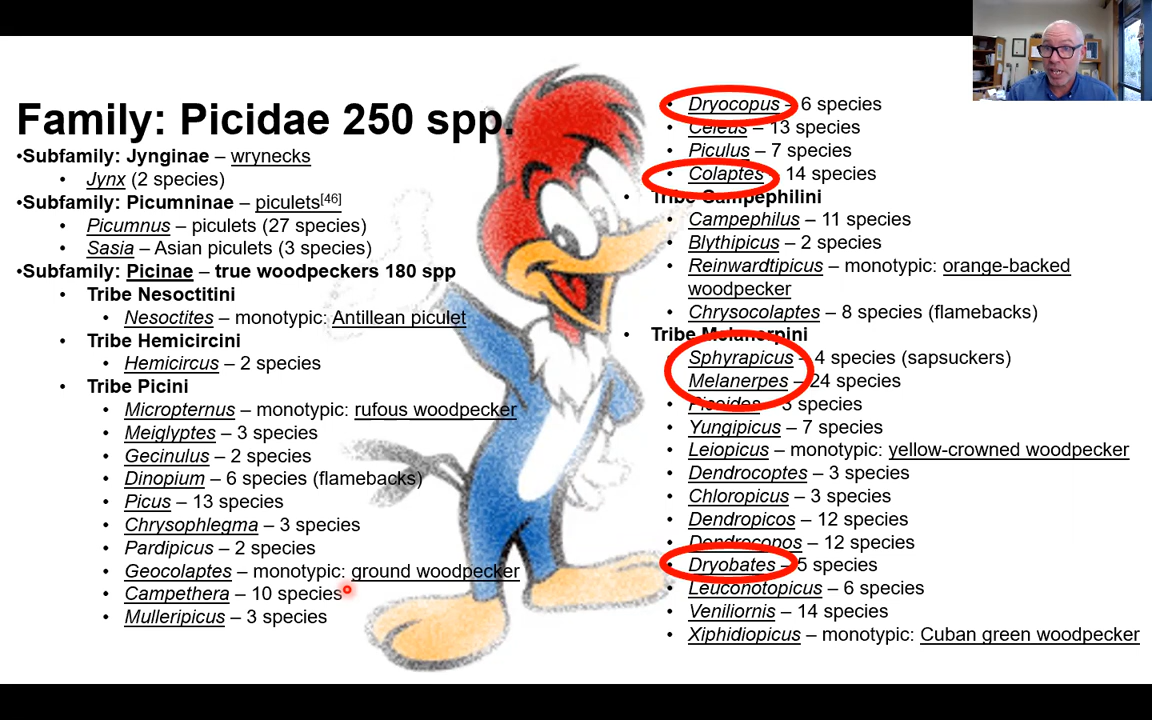 Family: Picidae 250 spp.
•Subfamily: Jynginae – wrynecks
• Jynx (2 species)
•Subfamily: Picumninae – piculets[46]
• Picumnus – piculets (27 species)
• Sasia – Asian piculets (3 species)
•Subfamily: Picinae – true woodpeckers 180 spp
• Tribe Nesoctitini
• Nesoctites – monotypic: Antillean piculet
• Tribe Hemicircini
• Hemicircus – 2 species
• Tribe Picini
• Micropternus – monotypic: rufous woodpecker
• Meiglyptes – 3 species
• Gecinulus – 2 species
• Dinopium – 6 species (flamebacks)
• Picus – 13 species
• Chrysophlegma – 3 species
• Pardipicus – 2 species
• Geocolaptes – monotypic: ground woodpecker
• Campethera – 10 species
• Mulleripicus – 3 species
• Dryocopus – 6 species
• Celeus – 13 species
• Piculus – 7 species
• Colaptes – 14 species
• Tribe Campephilini
• Campephilus – 11 species
• Blythipicus – 2 species
• Reinwardtipicus – monotypic: orange-backed
woodpecker
• Chrysocolaptes – 8 species (flamebacks)
• Tribe Melanerpini
• Sphyrapicus – 4 species (sapsuckers)
• Melanerpes – 24 species
• Picoides – 3 species
• Yungipicus – 7 species
• Leiopicus – monotypic: yellow-crowned woodpecker
• Dendrocoptes – 3 species
• Chloropicus – 3 species
• Dendropicos – 12 species
• Dendrocopos – 12 species
• Dryobates – 5 species
• Leuconotopicus – 6 species
• Veniliornis – 14 species
• Xiphidiopicus – monotypic: Cuban green woodpecker